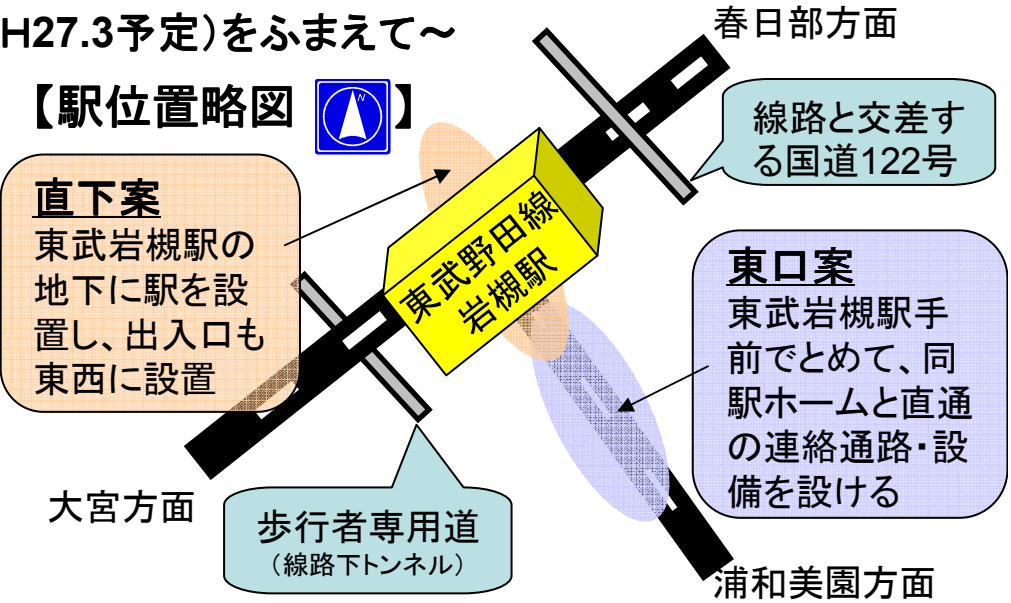 H27.3予定)をふまえて～
【駅位置略図
N
】
春日部方面
線路と交差す
る国道122号
直下案
東武岩槻駅の
地下に駅を設
置し、出入口も
東西に設置
東武野田線
岩槻駅
東口案
東武岩槻駅手
前でとめて、同
駅ホームと直通
の連絡通路・設
備を設ける
大宮方面
歩行者専用道
（線路下トンネル）
浦和美園方面